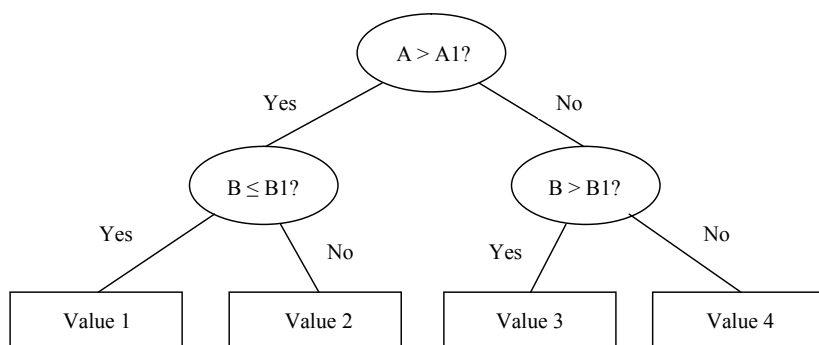 A > A1?
Yes
No
B ≤ B1?
B > B1?
Yes
No
Yes
No
Value 1
Value 2
Value 3
Value 4